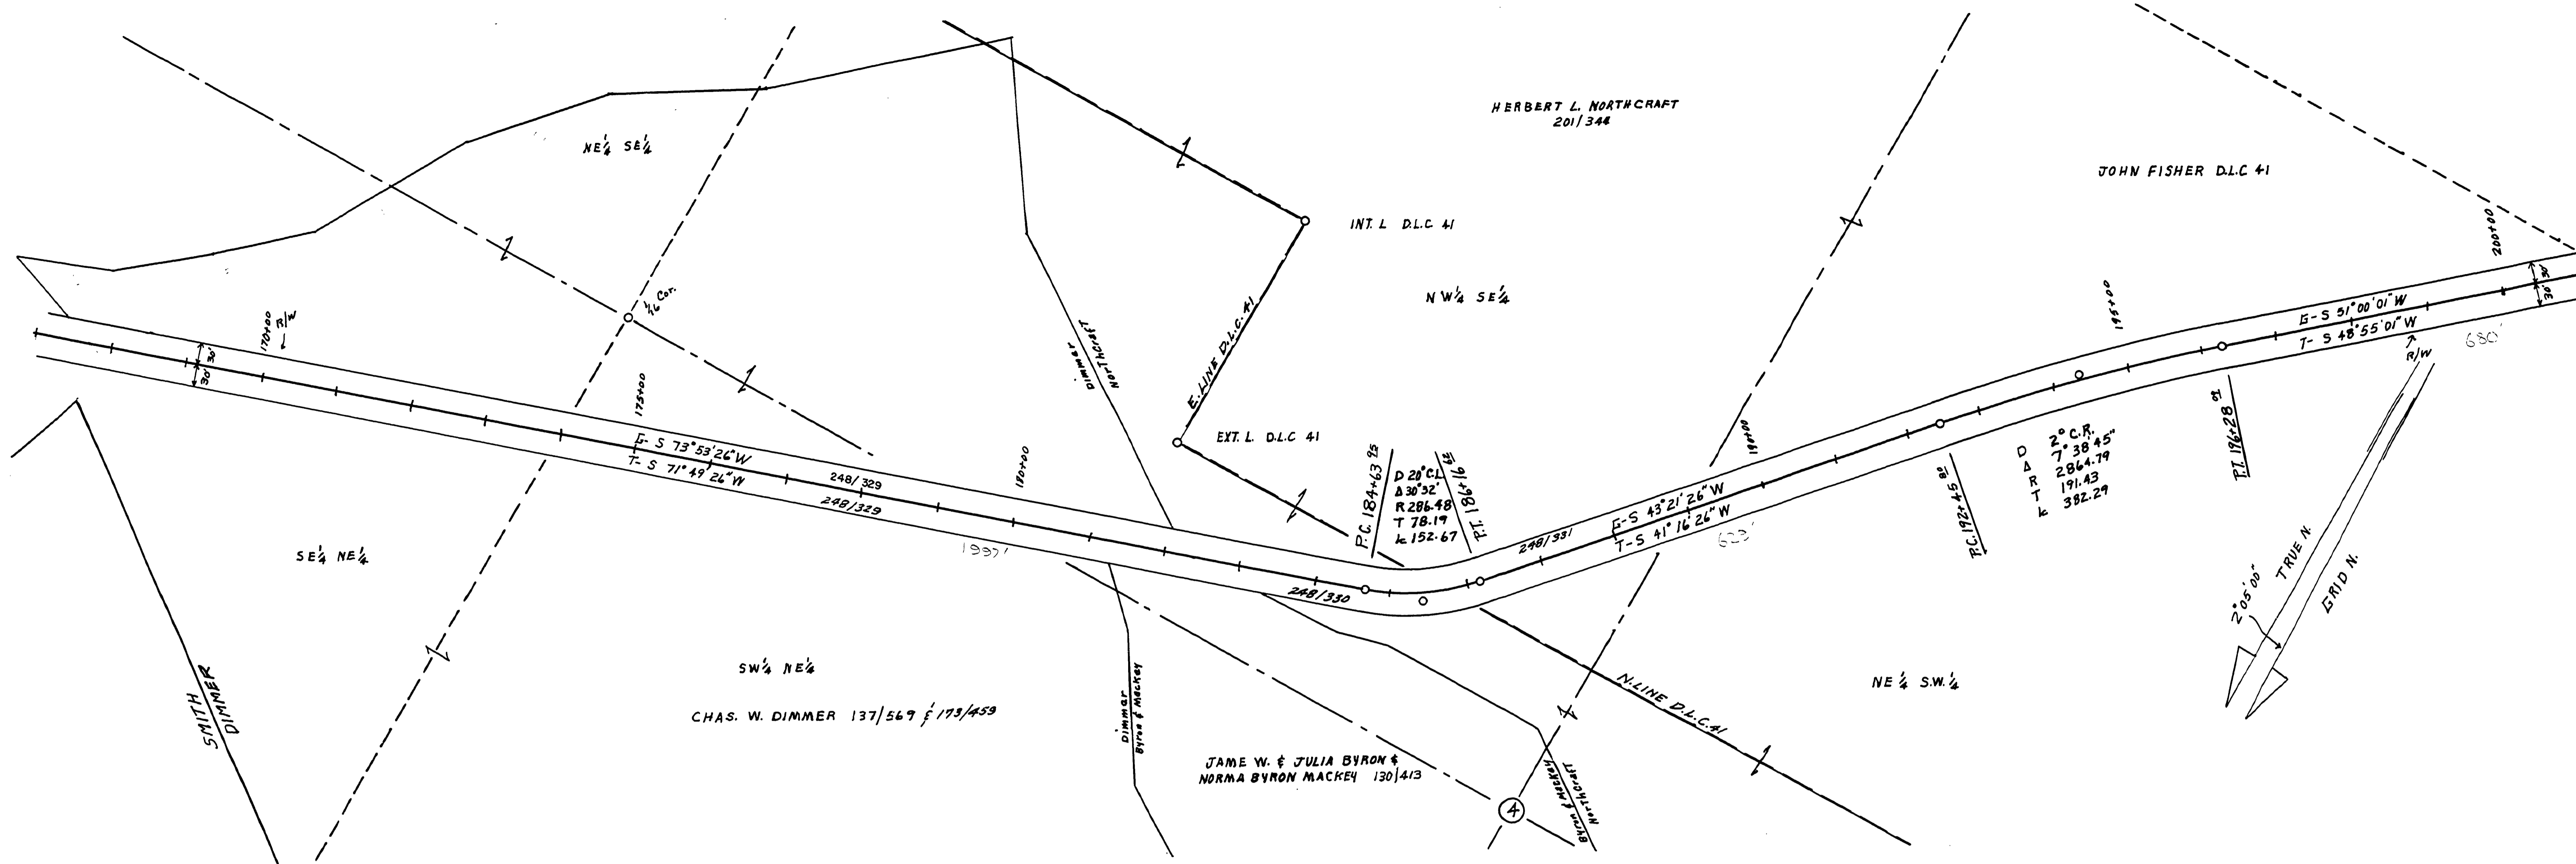 HERBERT L. NORTHCRAFT
201/344
NE¼ SE¼
JOHN FISHER D.L.C 41
INT. L D.L.C. 41
200+00
30'
30'
NW¼ SE¼
1/16 Cor.
195+00
170+00
R/W
30'
30'
Dimmer
Northcraft
E. LINE D.L.C. 41
G- S 51°00'01" W
T- S 48°55'01" W
R/W
680'
175+00
EXT. L. D.L.C 41
G- S 73°53'26" W
T- S 71°49'26" W
248/329
248/329
180+00
P.C. 184+63 95
D 20° C.L.
Δ 30°32'
R 286.48
T 78.19
L 152.67
P.T. 186+16 62
190+00
G-S 43°21'26" W
T-S 41°16'26" W
623'
248/331
P.C. 192+45 80
2° C.R.
D 7°38'45"
Δ 2864.79
R 191.43
T 382.29
L
P.T. 196+28 09
SE¼ NE¼
1997'
248/330
TRUE N.
GRID N.
2°05'00"
SMITH
DIMMER
SW¼ NE¼
CHAS. W. DIMMER 137/569 & 173/459
Dimmar
Byron & Mackey
N. LINE D.L.C. 41
NE¼ S.W.¼
JAME W. & JULIA BYRON &
NORMA BYRON MACKEY 130/413
Byron & Mackey
Northcraft
4